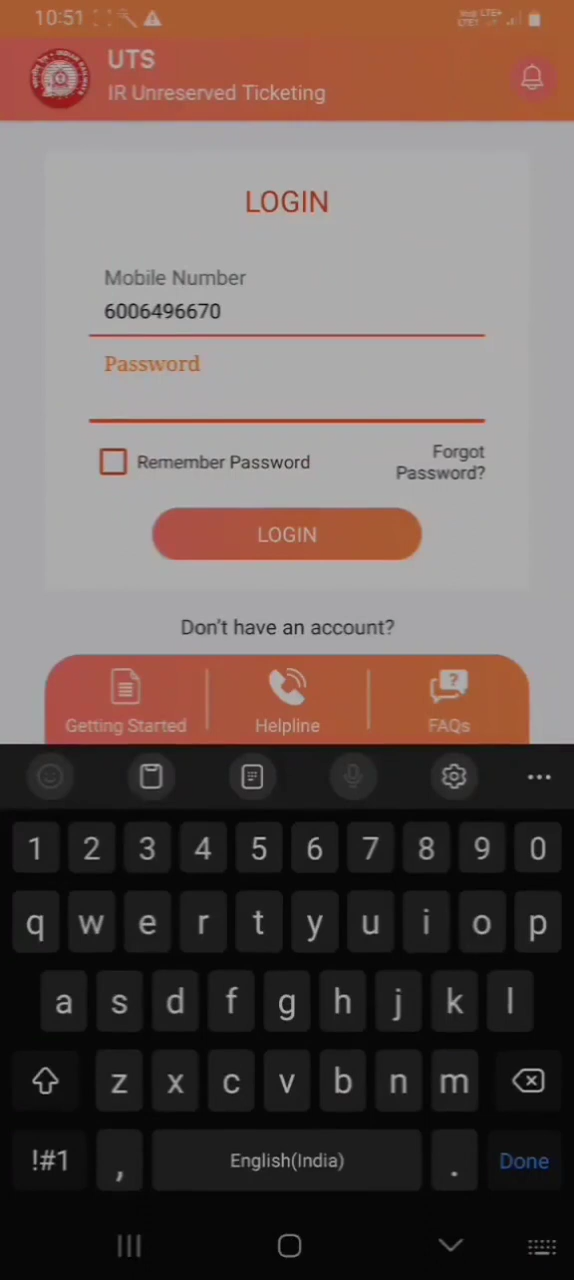 10:51
UTS
IR Unreserved Ticketing
LOGIN
Mobile Number
6006496670
Password
Remember Password
Forgot
Password?
LOGIN
Don't have an account?
Getting Started
Helpline
FAQs
1 2 3 4 5 6 7 8 9 0
q w e r t y u i o p
a s d f g h j k l
z x c v b n m
!#1 , English(India) . Done